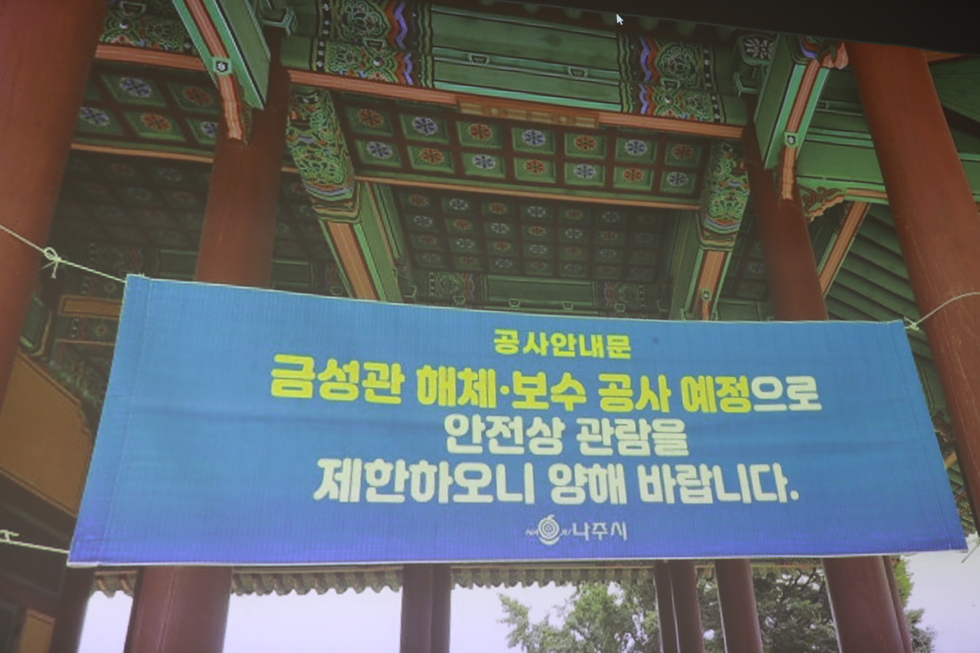 공사안내문
금성관 해체·보수 공사 예정으로
안전상 관람을
제한하오니 양해 바랍니다.
나주시